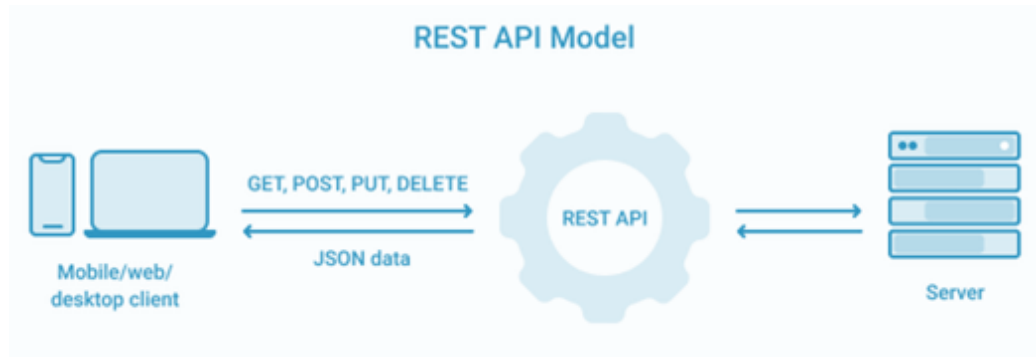 REST API Model
GET, POST, PUT, DELETE
REST API
JSON data
Mobile/web/
desktop client
Server